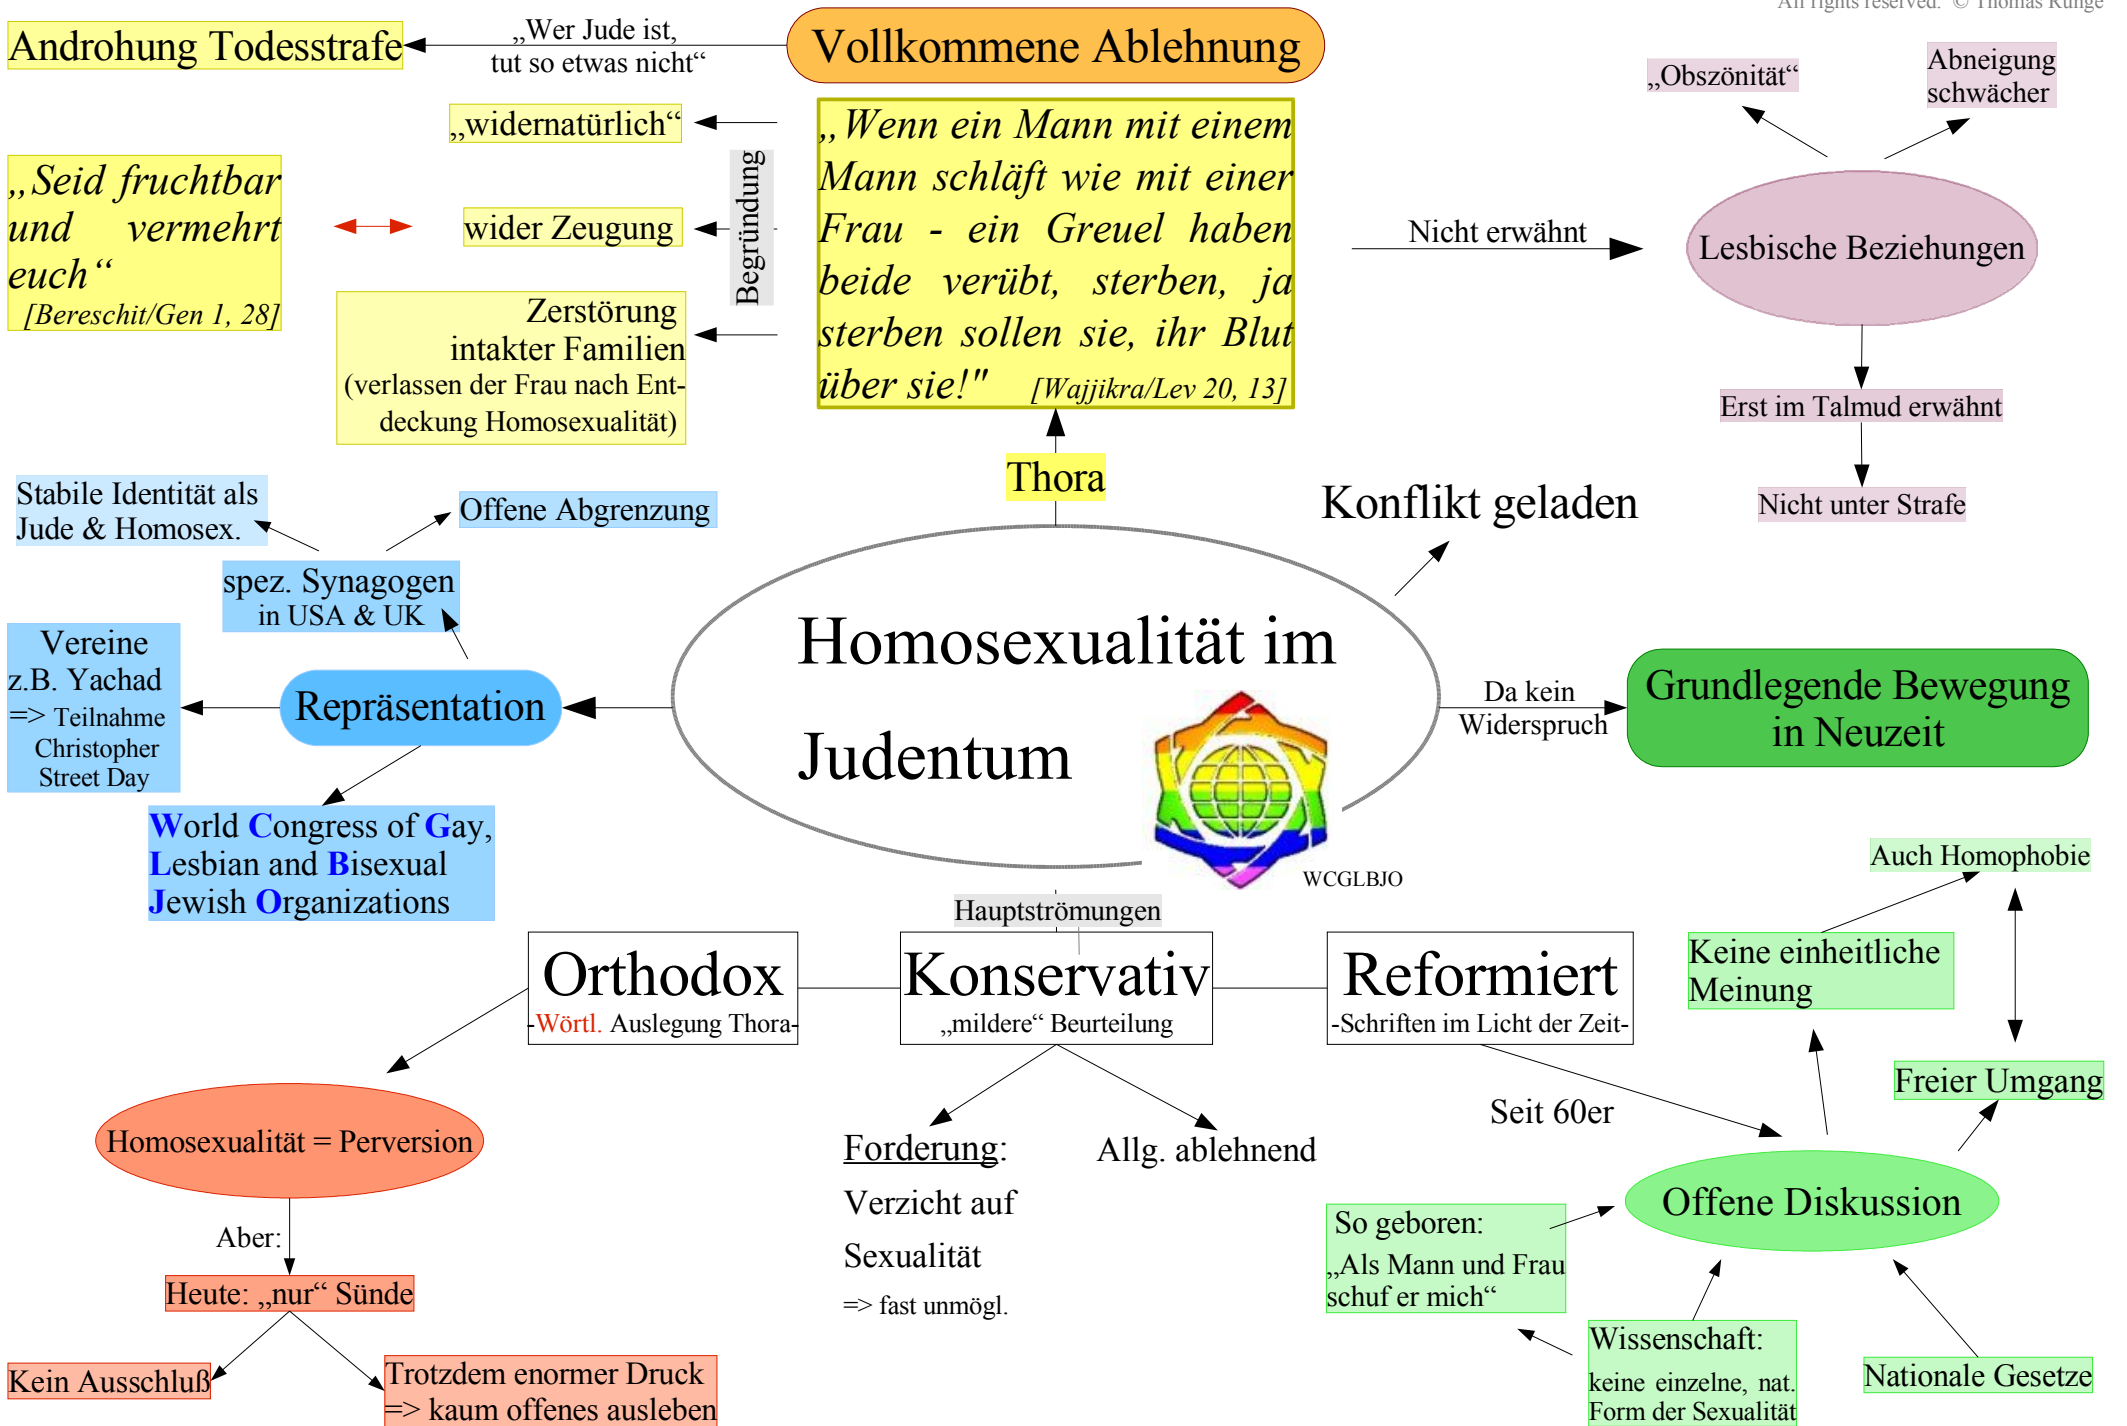 All rights reserved. © Thomas Runge
Androhung Todesstrafe
„Wer Jude ist,
tut so etwas nicht“
Vollkommene Ablehnung
„widernatürlich“
„Seid fruchtbar
und vermehrt
euch“
[Bereschit/Gen 1, 28]
wider Zeugung
Begründung
Zerstörung
intakter Familien
(verlassen der Frau nach Ent-
deckung Homosexualität)
„Wenn ein Mann mit einem
Mann schläft wie mit einer
Frau - ein Greuel haben
beide verübt, sterben, ja
sterben sollen sie, ihr Blut
über sie!" [Wajjikra/Lev 20, 13]
Nicht erwähnt
„Obszönität“
Abneigung
schwächer
Lesbische Beziehungen
Erst im Talmud erwähnt
Nicht unter Strafe
Thora
Konflikt geladen
Stabile Identität als
Jude & Homosex.
Offene Abgrenzung
spez. Synagogen
in USA & UK
Vereine
z.B. Yachad
=> Teilnahme
Christopher
Street Day
Repräsentation
World Congress of Gay,
Lesbian and Bisexual
Jewish Organizations
Homosexualität im
Judentum
WCGLBJO
Da kein
Widerspruch
Grundlegende Bewegung
in Neuzeit
Hauptströmungen
Orthodox
-Wörtl. Auslegung Thora-
Konservativ
„mildere“ Beurteilung
Reformiert
-Schriften im Licht der Zeit-
Auch Homophobie
Keine einheitliche
Meinung
Freier Umgang
Seit 60er
Offene Diskussion
Homosexualität = Perversion
Aber:
Heute: „nur“ Sünde
Kein Ausschluß
Trotzdem enormer Druck
=> kaum offenes ausleben
Forderung:
Verzicht auf
Sexualität
=> fast unmögl.
Allg. ablehnend
So geboren:
„Als Mann und Frau
schuf er mich“
Wissenschaft:
keine einzelne, nat.
Form der Sexualität
Nationale Gesetze